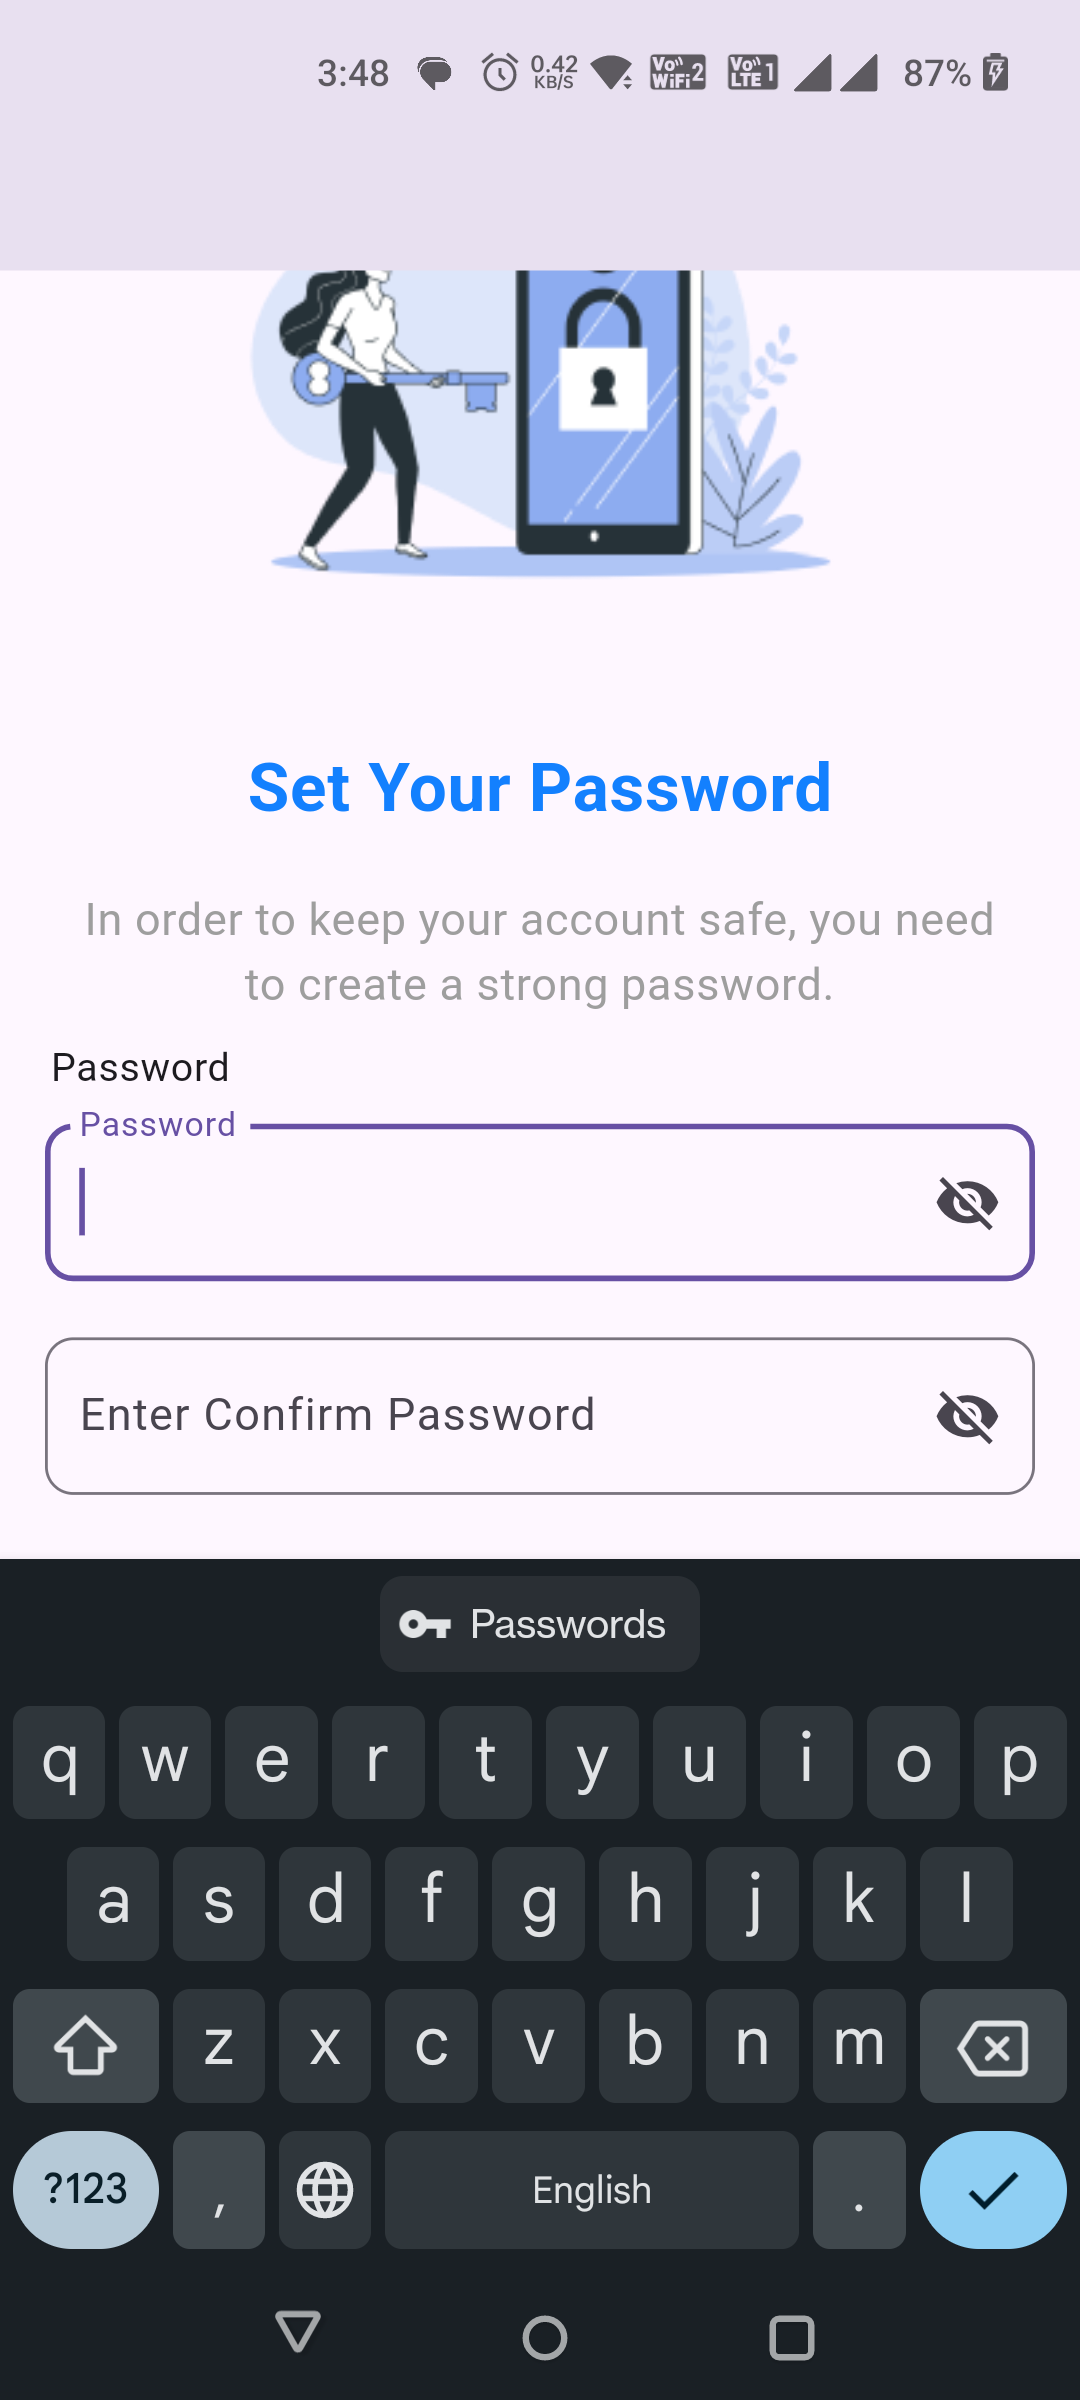 3:48 0.42 KB/S Vo WiFi 2 Vo LTE 1 87%
Set Your Password
In order to keep your account safe, you need
to create a strong password.
Password
Password
Enter Confirm Password
Passwords
q w e r t y u i o p
a s d f g h j k l
z x c v b n m
?123 , English .